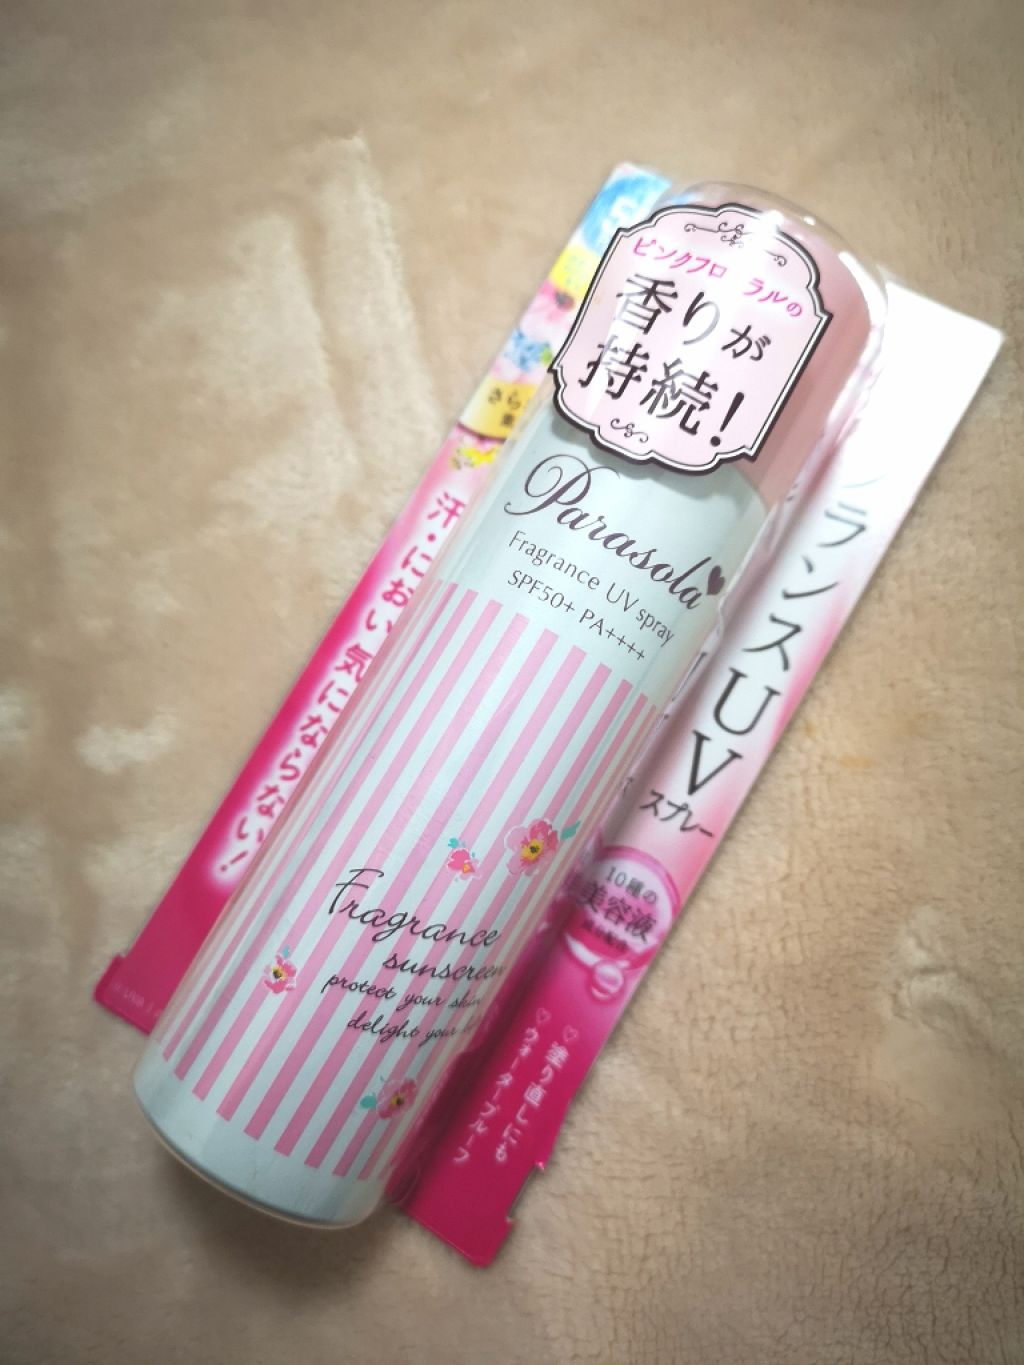 ピンクフローラルの
香りが
持続!
Parasola
Fragrance UV spray
SPF50+ PA++++
Fragrance
sunscreen
protect your skin
delight your
汗・におい気にならない!
ランスUV
スプレー
10種の
美容液
♡塗り直しにも
♡ウォータープルーフ